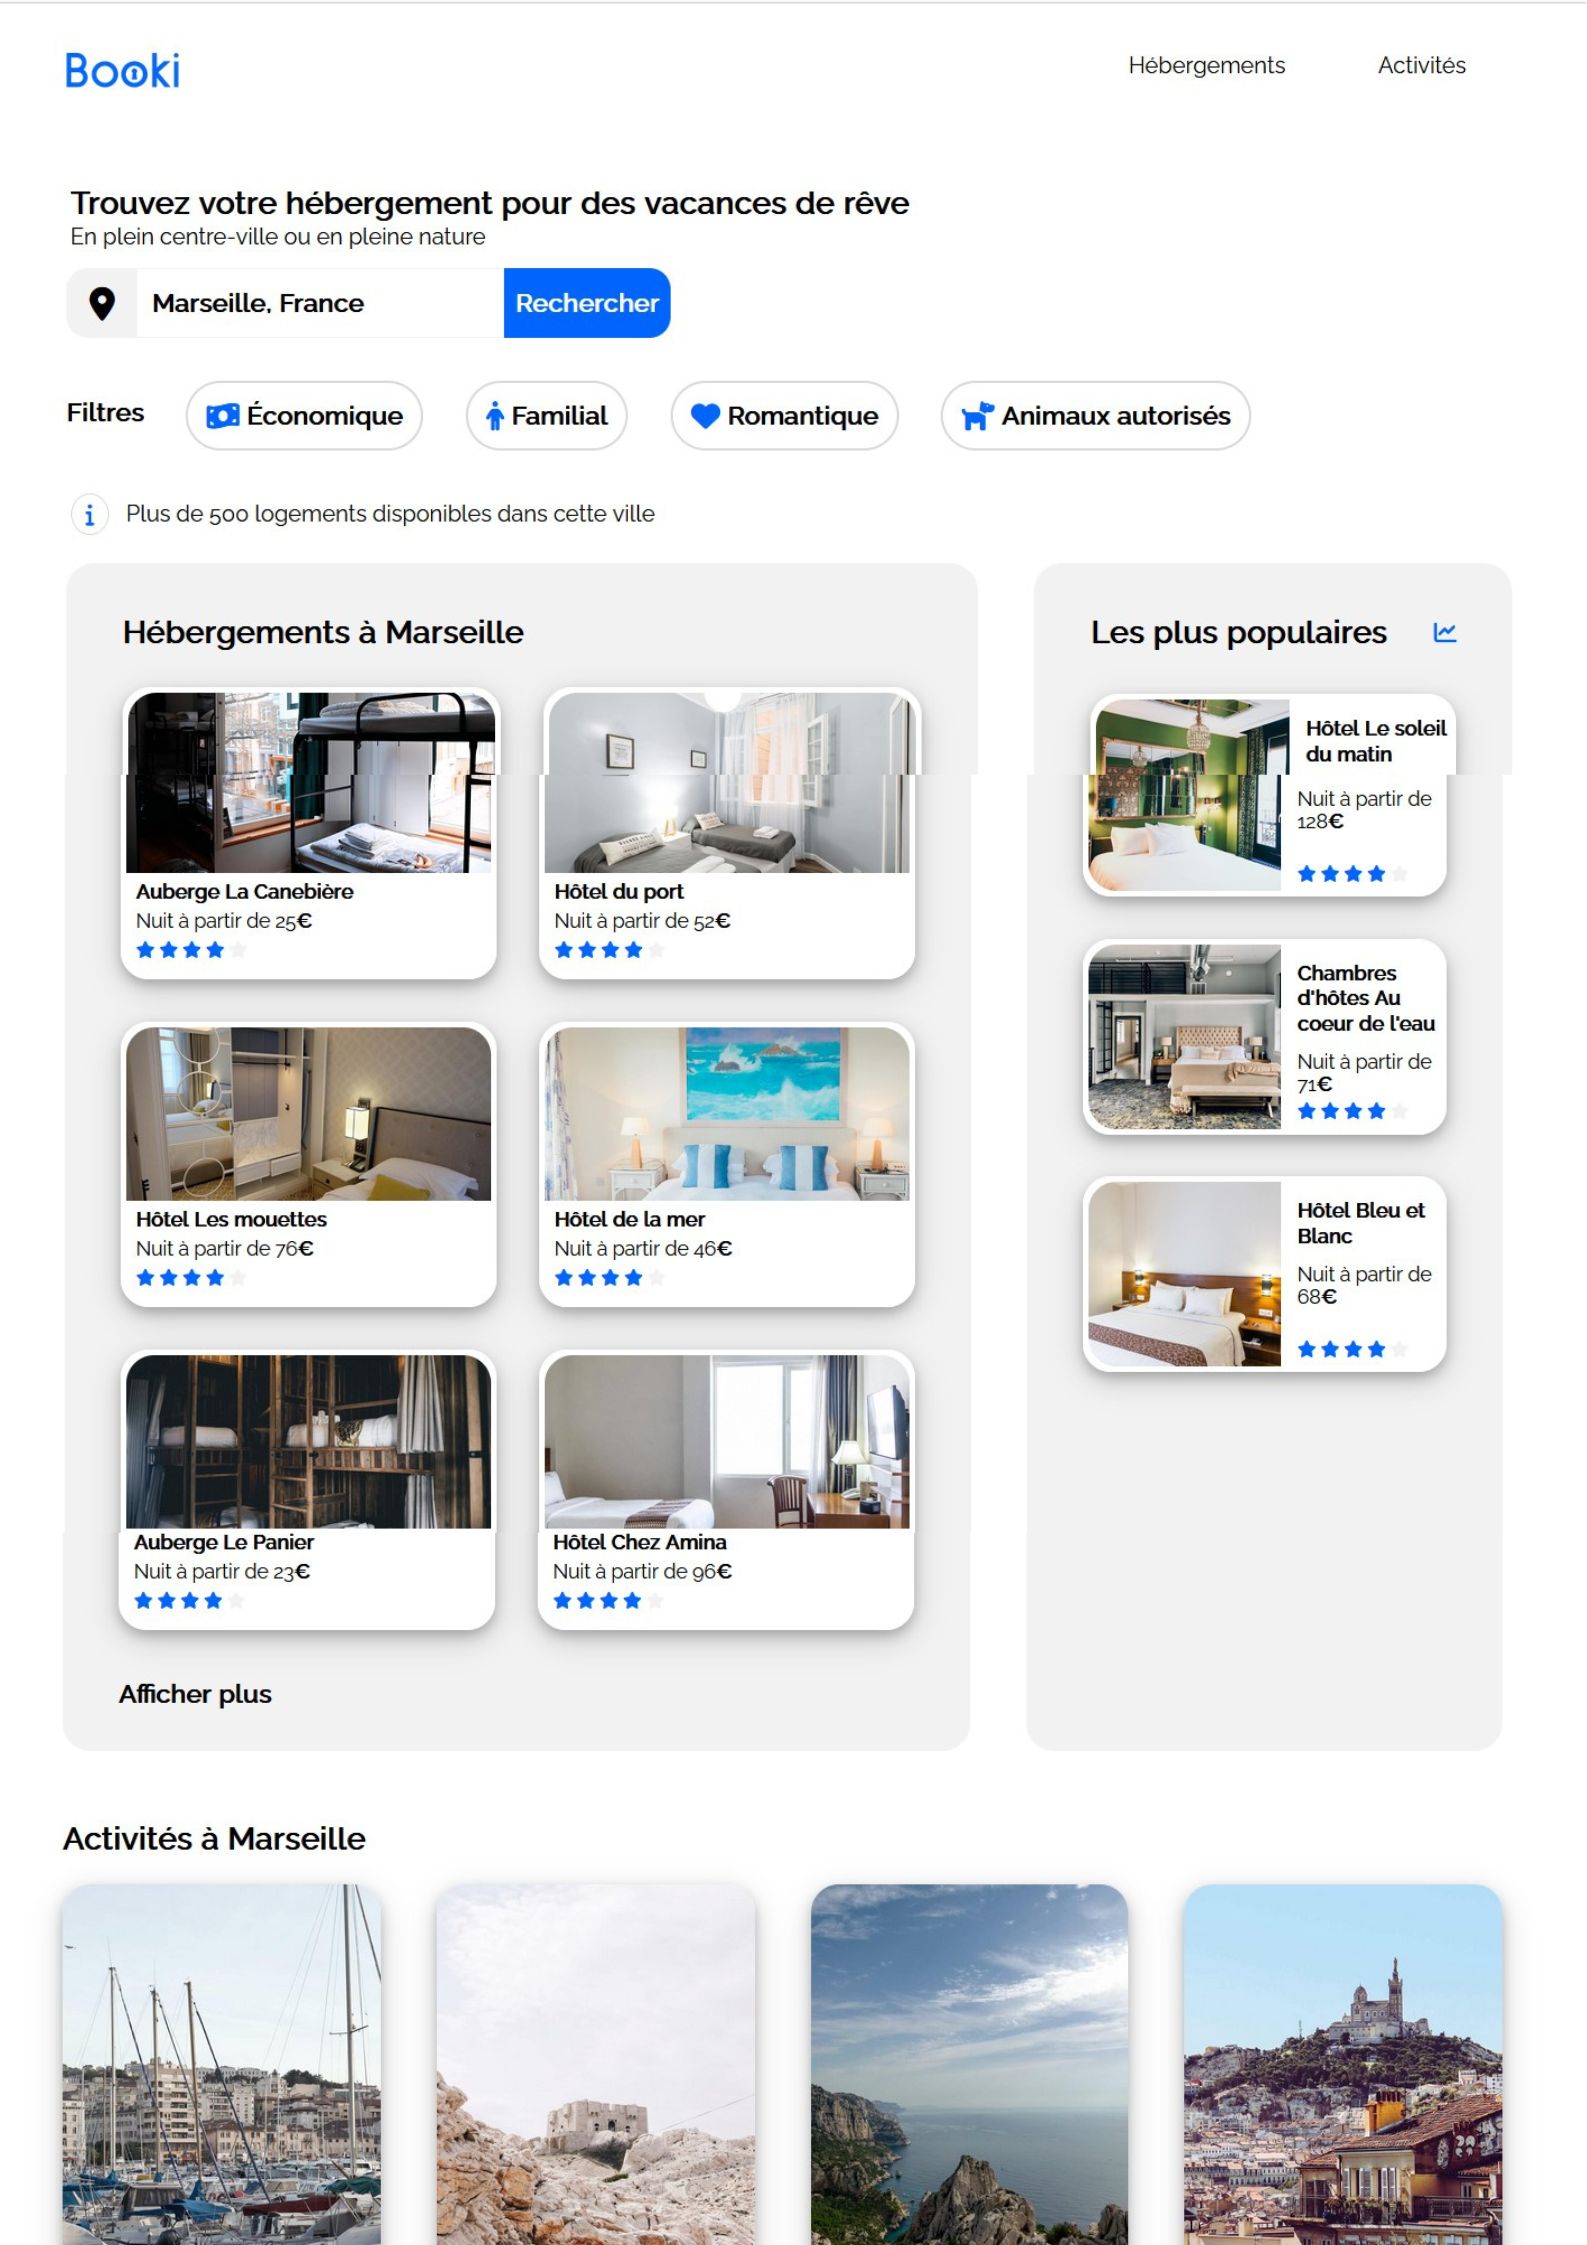 Booki
Hébergements
Activités
Trouvez votre hébergement pour des vacances de rêve
En plein centre-ville ou en pleine nature
Marseille, France
Rechercher
Filtres
Économique
Familial
Romantique
Animaux autorisés
Plus de 500 logements disponibles dans cette ville
Hébergements à Marseille
Auberge La Canebière
Nuit à partir de 25€
Hôtel du port
Nuit à partir de 52€
Hôtel Les mouettes
Nuit à partir de 76€
Hôtel de la mer
Nuit à partir de 46€
Auberge Le Panier
Nuit à partir de 23€
Hôtel Chez Amina
Nuit à partir de 96€
Afficher plus
Les plus populaires
Hôtel Le soleil
du matin
Nuit à partir de
128€
Chambres
d'hôtes Au
coeur de l'eau
Nuit à partir de
71€
Hôtel Bleu et
Blanc
Nuit à partir de
68€
Activités à Marseille